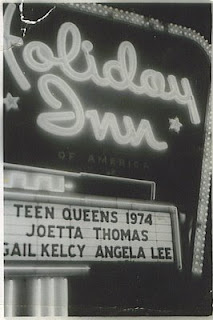 Holiday
Inn
OF AMERICA
TEEN QUEENS 1974
JOETTA THOMAS
GAIL KELCY ANGELA LEE